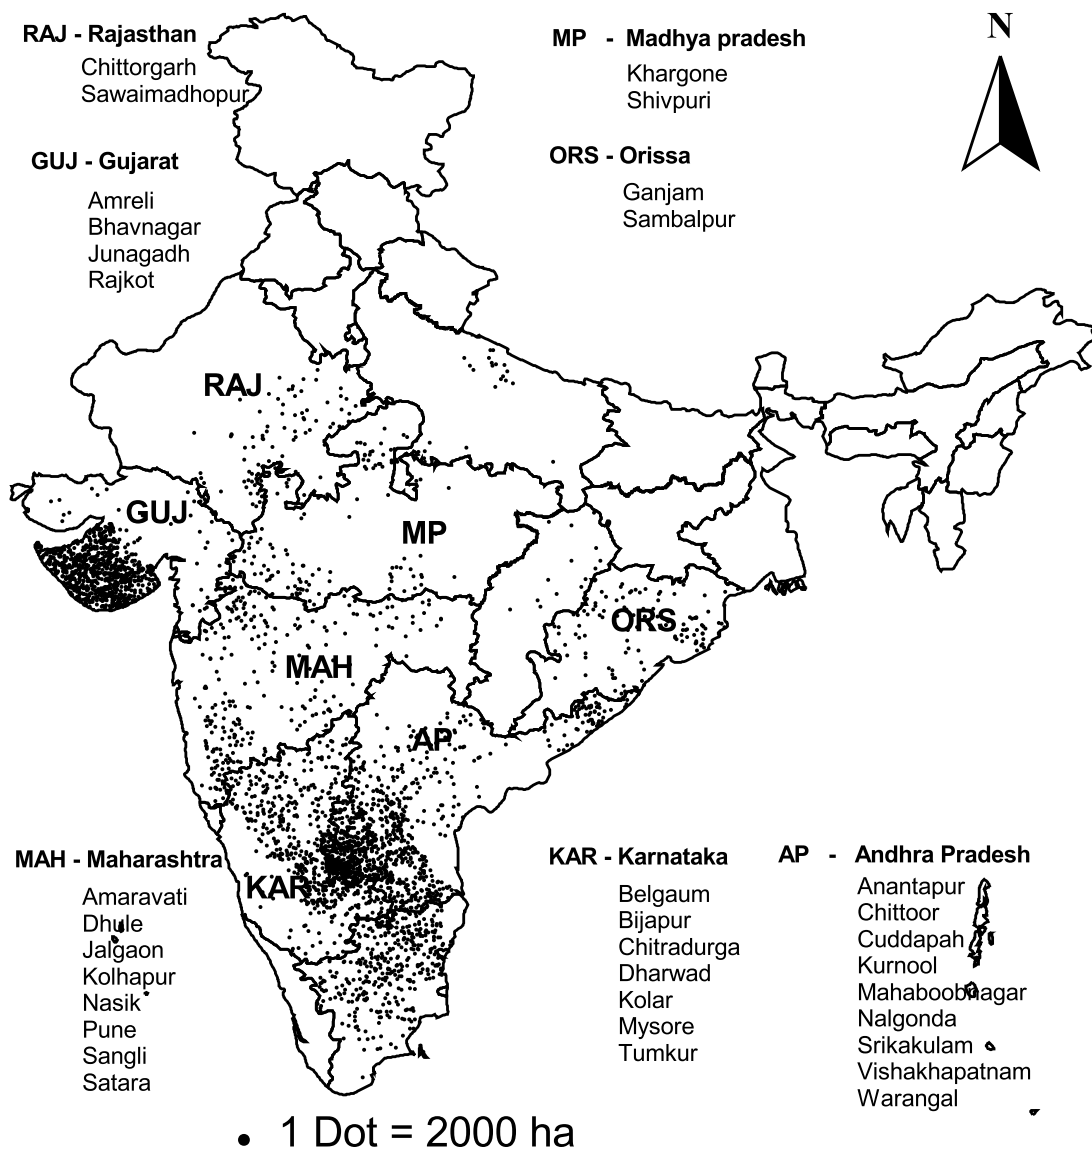 RAJ - Rajasthan
Chittorgarh
Sawaimadhopur
GUJ - Gujarat
Amreli
Bhavnagar
Junagadh
Rajkot
MP - Madhya pradesh
Khargone
Shivpuri
ORS - Orissa
Ganjam
Sambalpur
N
RAJ
GUJ
MP
ORS
MAH
AP
KAR
MAH - Maharashtra
Amaravati
Dhule
Jalgaon
Kolhapur
Nasik
Pune
Sangli
Satara
KAR - Karnataka
Belgaum
Bijapur
Chitradurga
Dharwad
Kolar
Mysore
Tumkur
AP - Andhra Pradesh
Anantapur
Chittoor
Cuddapah
Kurnool
Mahaboobnagar
Nalgonda
Srikakulam
Vishakhapatnam
Warangal
1 Dot = 2000 ha